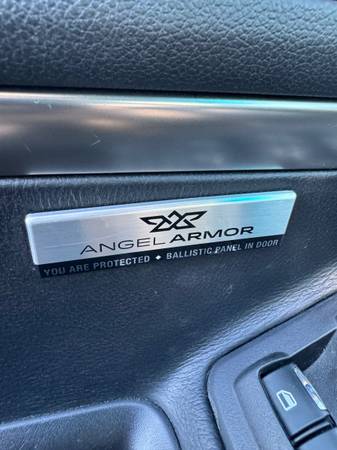 ANGEL ARMOR
YOU ARE PROTECTED ◆ BALLISTIC PANEL IN DOOR